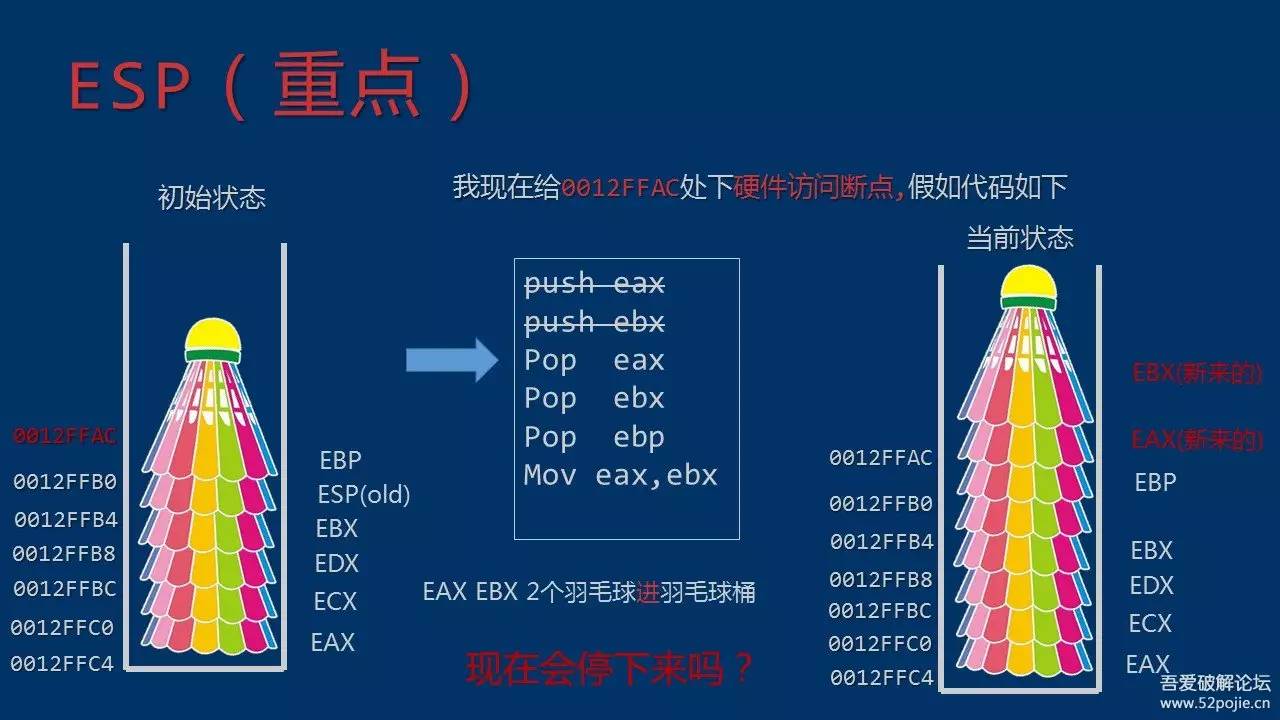 ESP（重点）
初始状态
我现在给0012FFAC处下硬件访问断点,假如代码如下
当前状态
push eax
push ebx
Pop eax
Pop ebx
Pop ebp
Mov eax,ebx
0012FFAC
0012FFB0
0012FFB4
0012FFB8
0012FFBC
0012FFC0
0012FFC4
EBP
ESP(old)
EBX
EDX
ECX
EAX
EAX EBX 2个羽毛球进羽毛球桶
现在会停下来吗？
0012FFAC
0012FFB0
0012FFB4
0012FFB8
0012FFBC
0012FFC0
0012FFC4
EBX(新来的)
EAX(新来的)
EBP
EBX
EDX
ECX
EAX
吾爱破解论坛
www.52pojie.cn